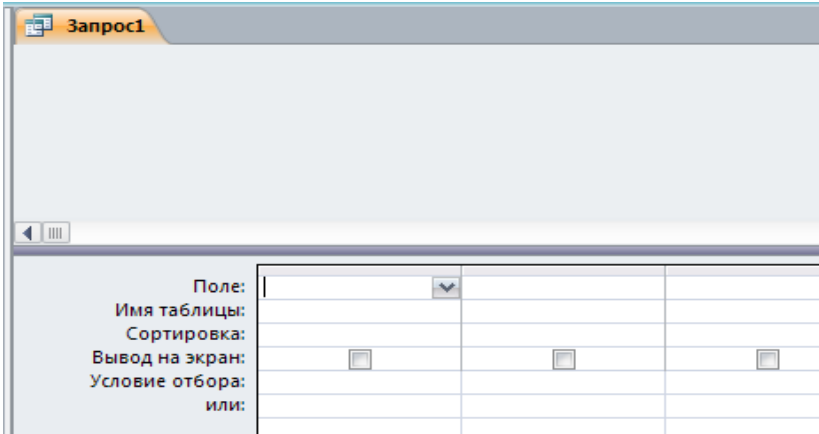 Запрос1
Поле:
Имя таблицы:
Сортировка:
Вывод на экран:
Условие отбора:
или: